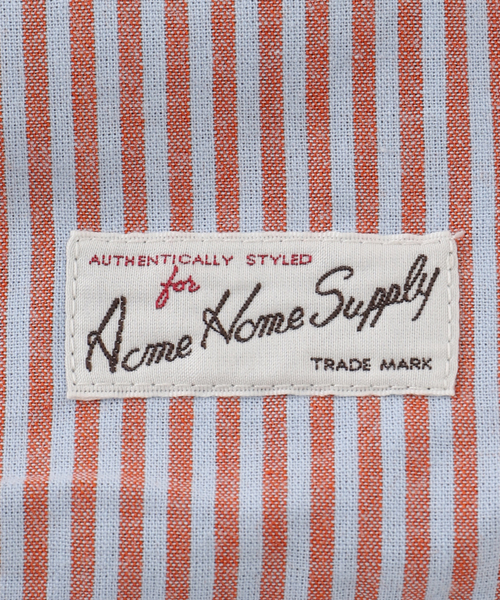 AUTHENTICALLY STYLED
for
Acme Home Supply
TRADE MARK